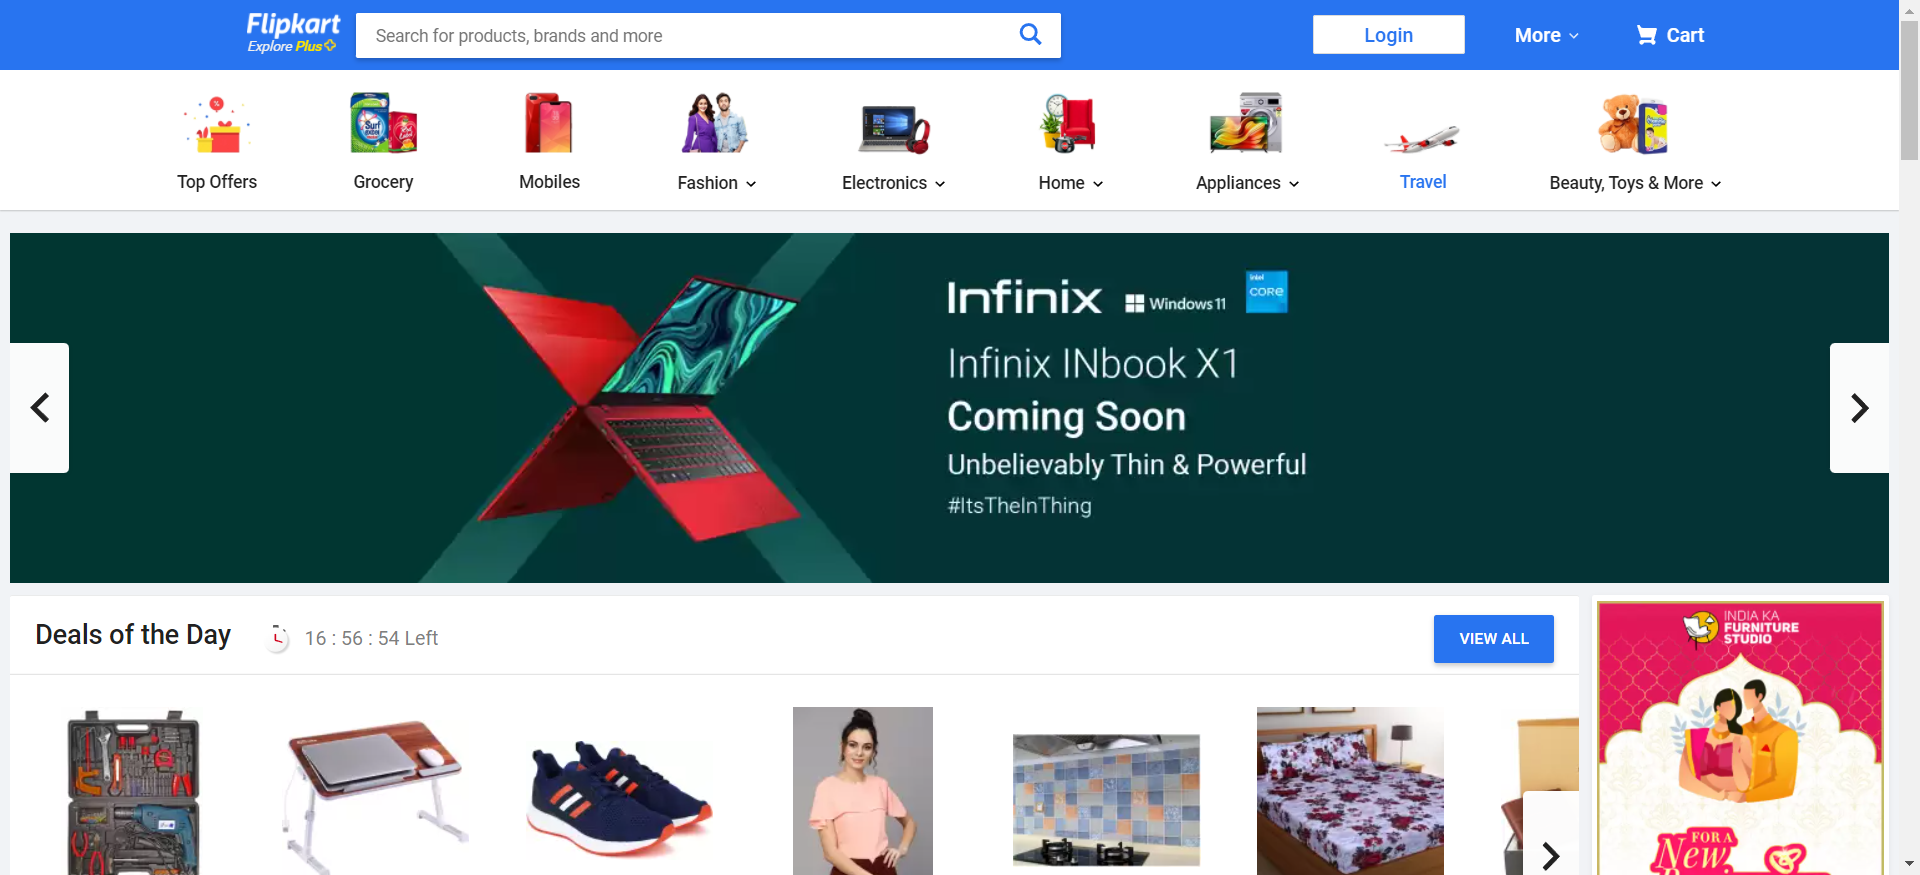 Flipkart
Explore Plus
Search for products, brands and more
Login
More
Cart
Top Offers
Grocery
Mobiles
Fashion
Electronics
Home
Appliances
Travel
Beauty, Toys & More
Surf
excel
Infinix
Windows 11
intel
CORE
Infinix INbook X1
Coming Soon
Unbelievably Thin & Powerful
#ItsTheInThing
Deals of the Day
16 : 56 : 54 Left
VIEW ALL
INDIA KA
FURNITURE
STUDIO
FOR A
New